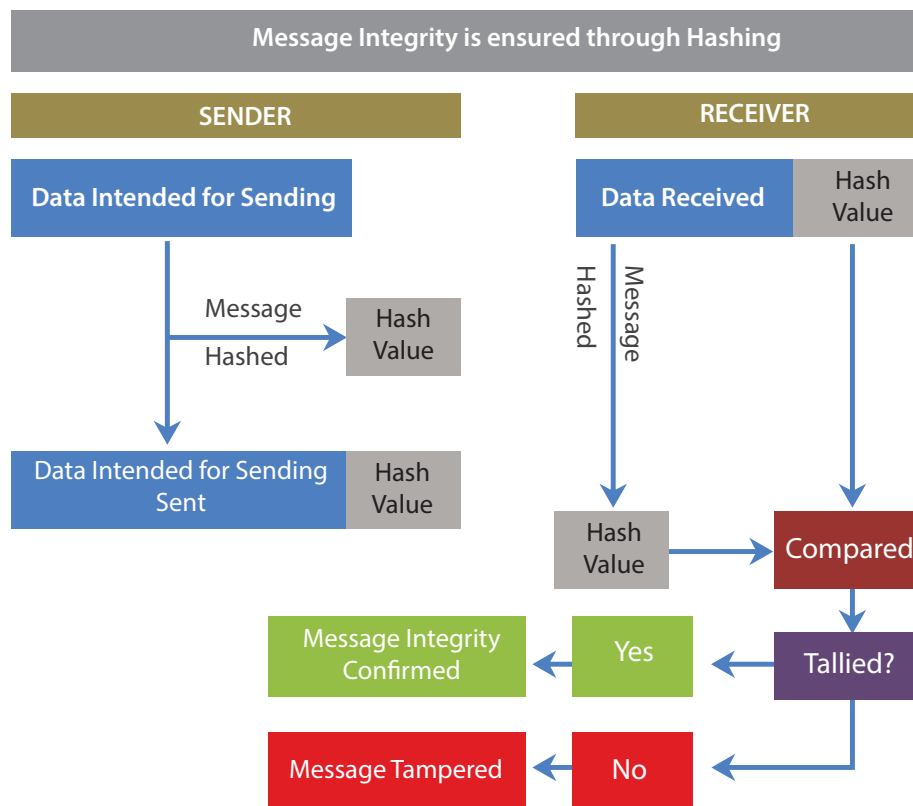 Message Integrity is ensured through Hashing
SENDER
Data Intended for Sending
Message
Hashed
Hash
Value
Data Intended for Sending
Sent
Hash
Value
RECEIVER
Data Received
Hash
Value
Message
Hashed
Hash
Value
Compared
Tallied?
Yes
Message Integrity
Confirmed
No
Message Tampered